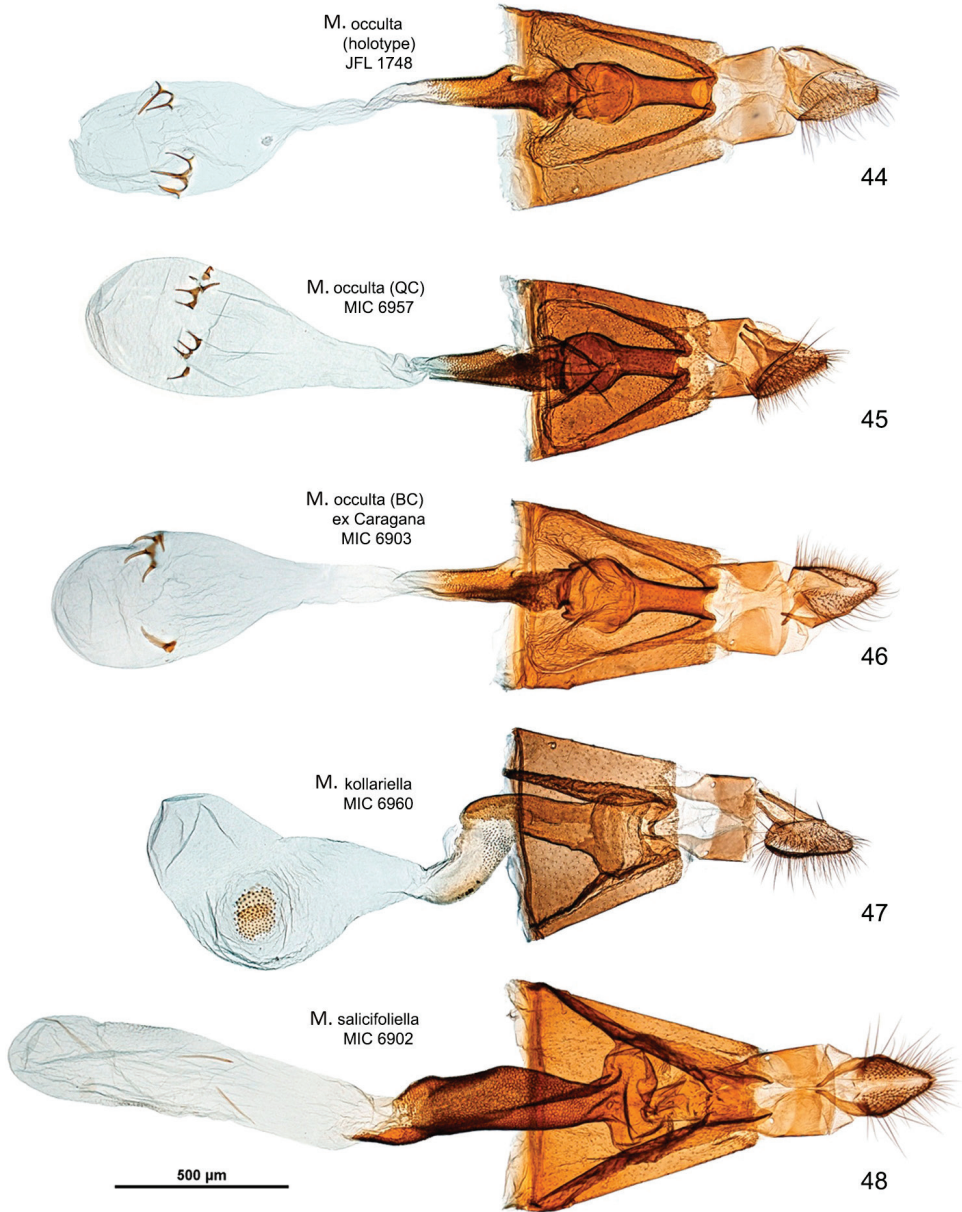 M. occulta
(holotype)
JFL 1748
44
M. occulta (QC)
MIC 6957
45
M. occulta (BC)
ex Caragana
MIC 6903
46
M. kollariella
MIC 6960
47
M. salicifoliella
MIC 6902
500 µm
48